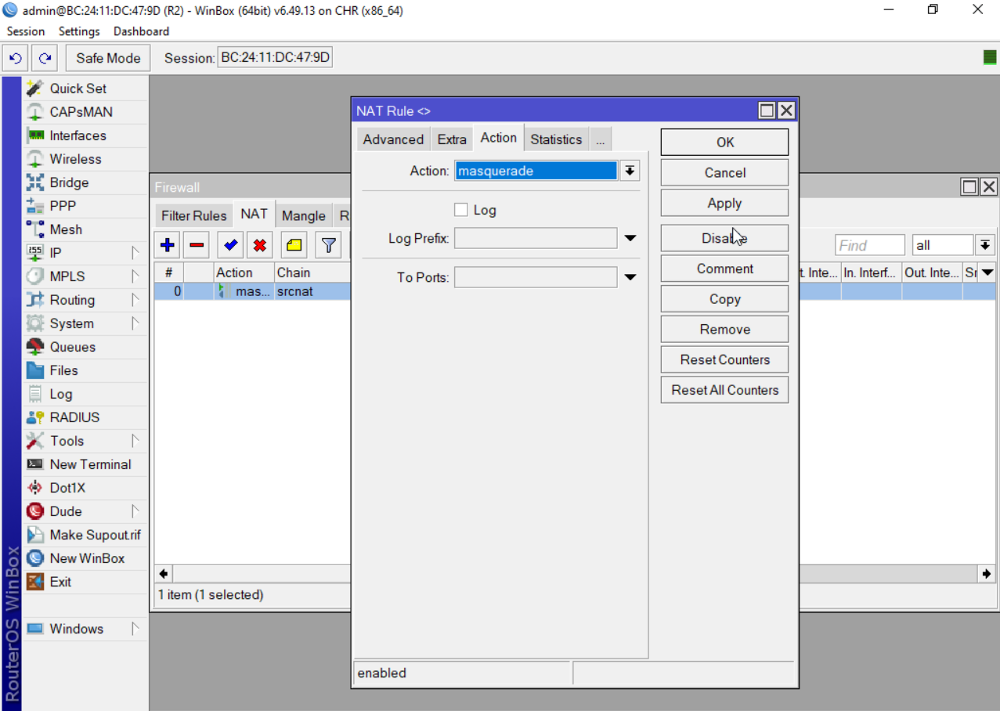 admin@BC:24:11:DC:47:9D (R2) - WinBox (64bit) v6.49.13 on CHR (x86_64)
Session Settings Dashboard
Safe Mode Session: BC:24:11:DC:47:9D
Quick Set
CAPsMAN
Interfaces
Wireless
Bridge
PPP
Mesh
IP
MPLS
Routing
System
Queues
Files
Log
RADIUS
Tools
New Terminal
Dot1X
Dude
Make Supout.rif
New WinBox
Exit
Windows
RouterOS WinBox
Firewall
Filter Rules NAT Mangle R
Find all
# Action Chain t. Inte... In. Interf... Out. Inte... Sr
0 mas... srcnat
1 item (1 selected)
NAT Rule <>
Advanced Extra Action Statistics ...
Action: masquerade
Log
Log Prefix:
To Ports:
OK
Cancel
Apply
Disable
Comment
Copy
Remove
Reset Counters
Reset All Counters
enabled